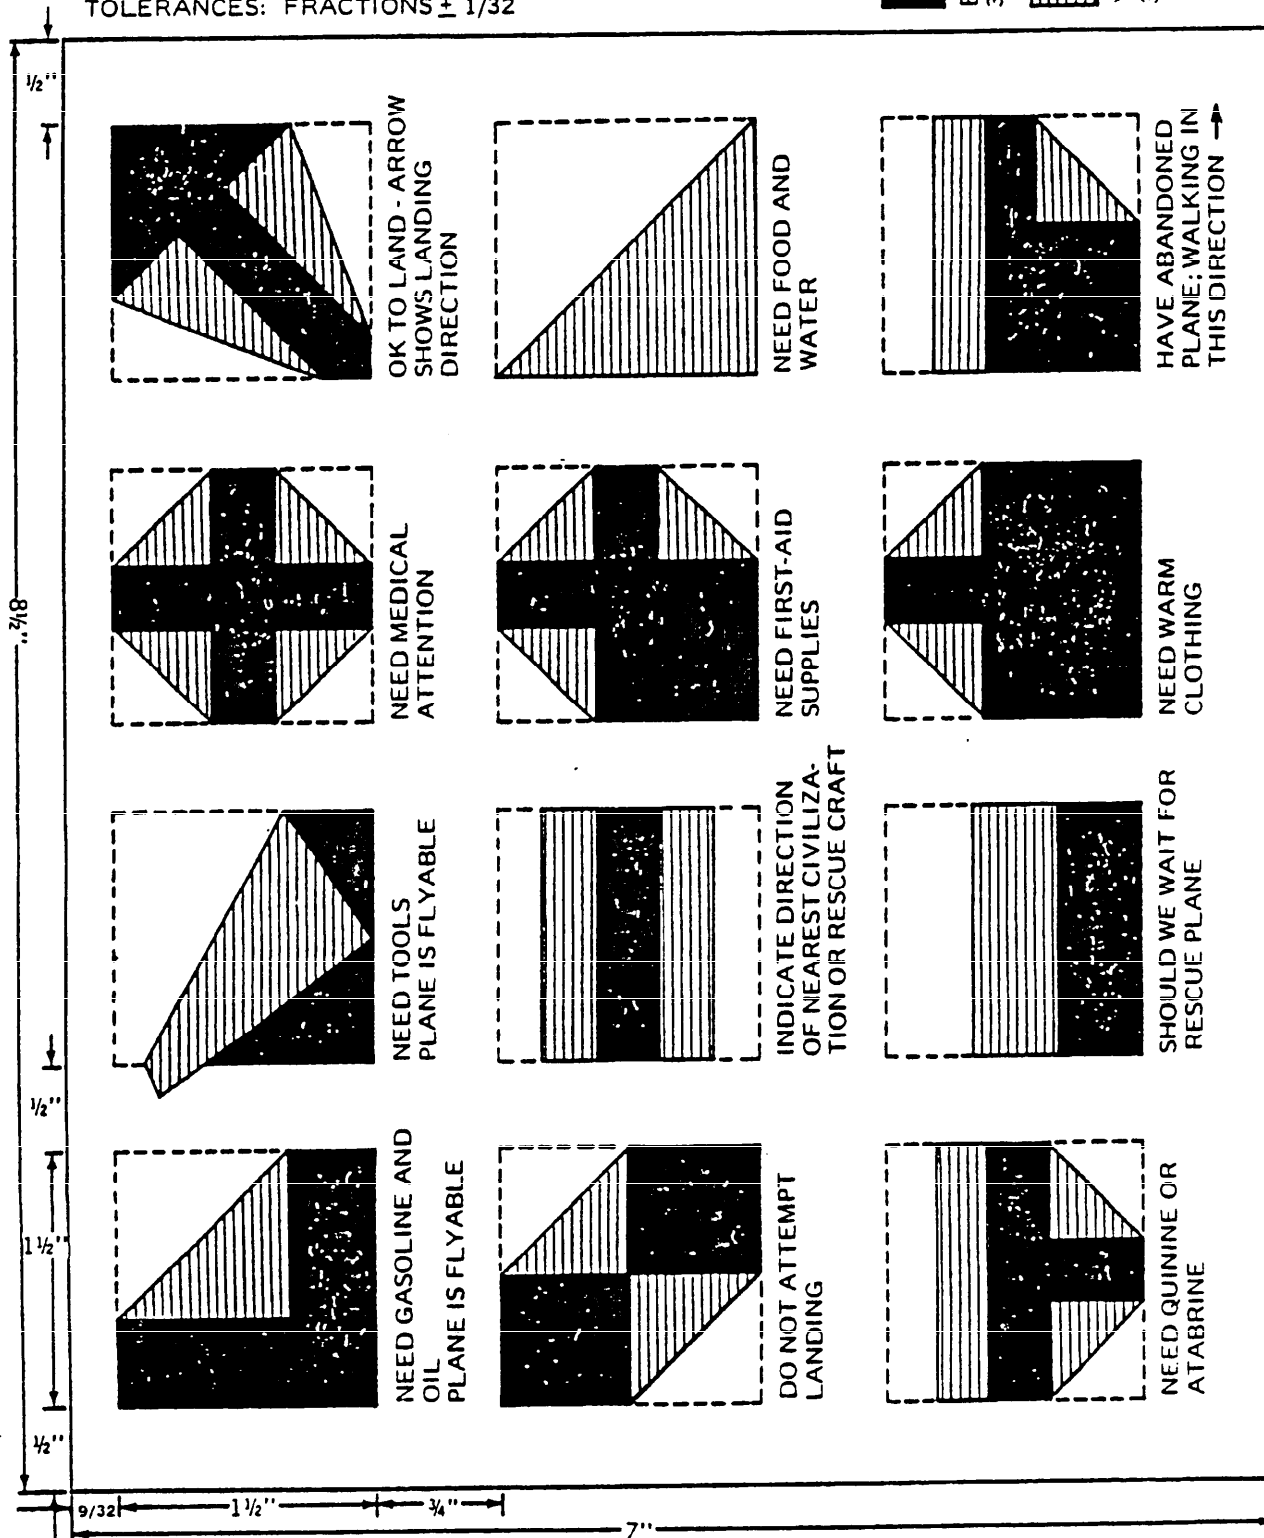 TOLERANCES: FRACTIONS ± 1/32
1/2"
8½"
1/2"
1½"
1/2"
9/32
1½"
3/4"
7"
NEED GASOLINE AND
OIL
PLANE IS FLYABLE
NEED TOOLS
PLANE IS FLYABLE
NEED MEDICAL
ATTENTION
OK TO LAND - ARROW
SHOWS LANDING
DIRECTION
DO NOT ATTEMPT
LANDING
INDICATE DIRECTION
OF NEAREST CIVILIZA-
TION OR RESCUE CRAFT
NEED FIRST-AID
SUPPLIES
NEED FOOD AND
WATER
NEED QUININE OR
ATABRINE
SHOULD WE WAIT FOR
RESCUE PLANE
NEED WARM
CLOTHING
HAVE ABANDONED
PLANE; WALKING IN
THIS DIRECTION →